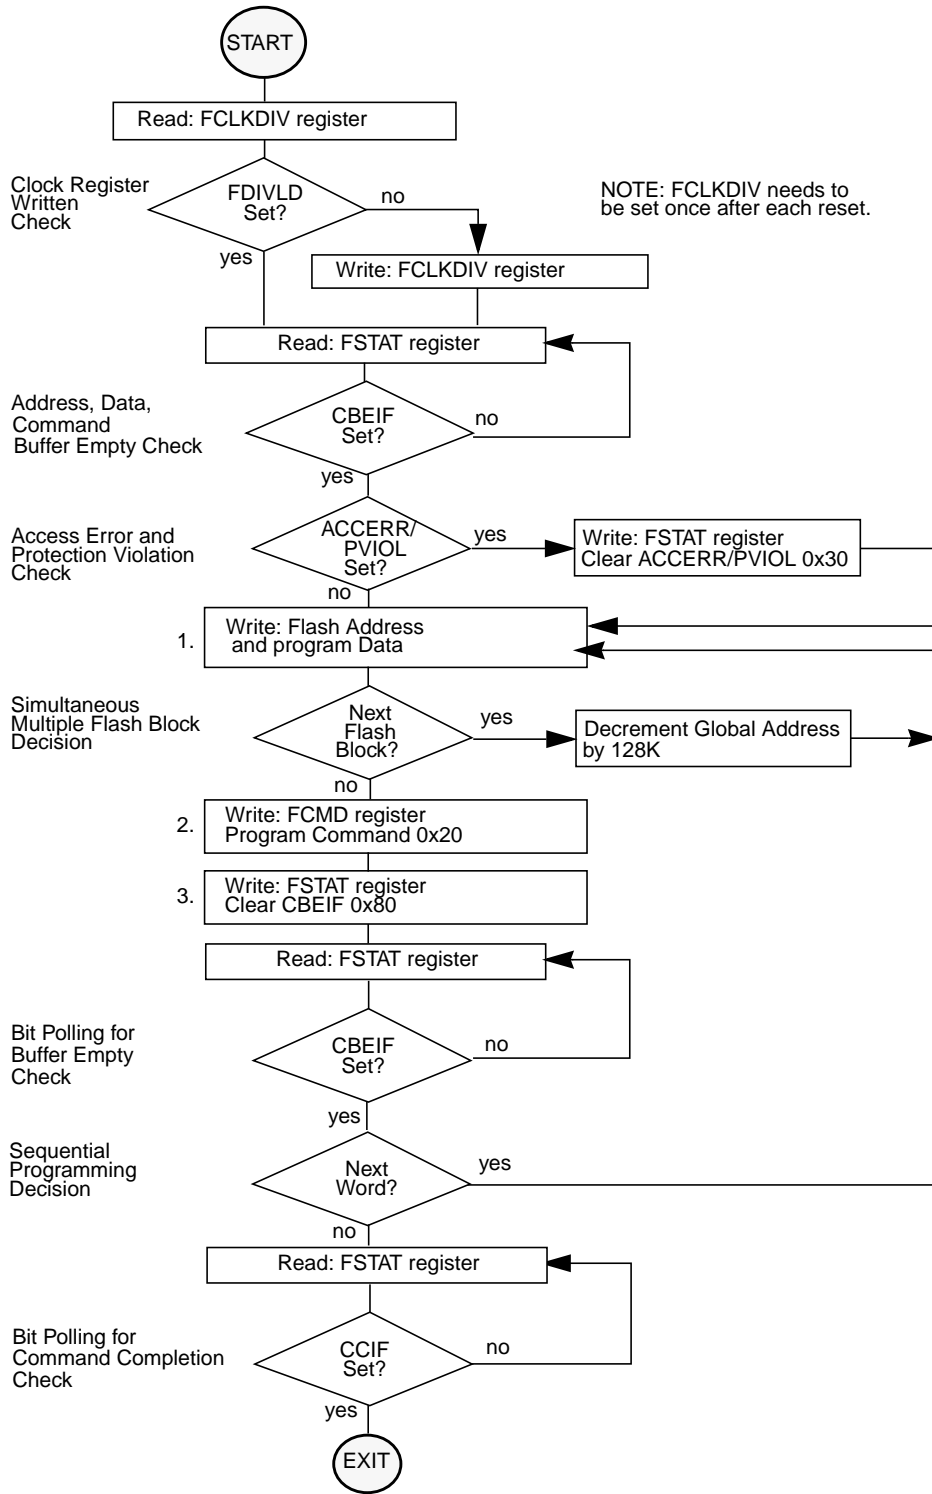 START
Read: FCLKDIV register
Clock Register
Written
Check
FDIVLD
Set?
no
yes
NOTE: FCLKDIV needs to
be set once after each reset.
Write: FCLKDIV register
Read: FSTAT register
Address, Data,
Command
Buffer Empty Check
CBEIF
Set?
no
yes
Access Error and
Protection Violation
Check
ACCERR/
PVIOL
Set?
yes
no
Write: FSTAT register
Clear ACCERR/PVIOL 0x30
1.
Write: Flash Address
and program Data
Simultaneous
Multiple Flash Block
Decision
Next
Flash
Block?
yes
no
Decrement Global Address
by 128K
2.
Write: FCMD register
Program Command 0x20
3.
Write: FSTAT register
Clear CBEIF 0x80
Read: FSTAT register
Bit Polling for
Buffer Empty
Check
CBEIF
Set?
no
yes
Sequential
Programming
Decision
Next
Word?
yes
no
Read: FSTAT register
Bit Polling for
Command Completion
Check
CCIF
Set?
no
yes
EXIT